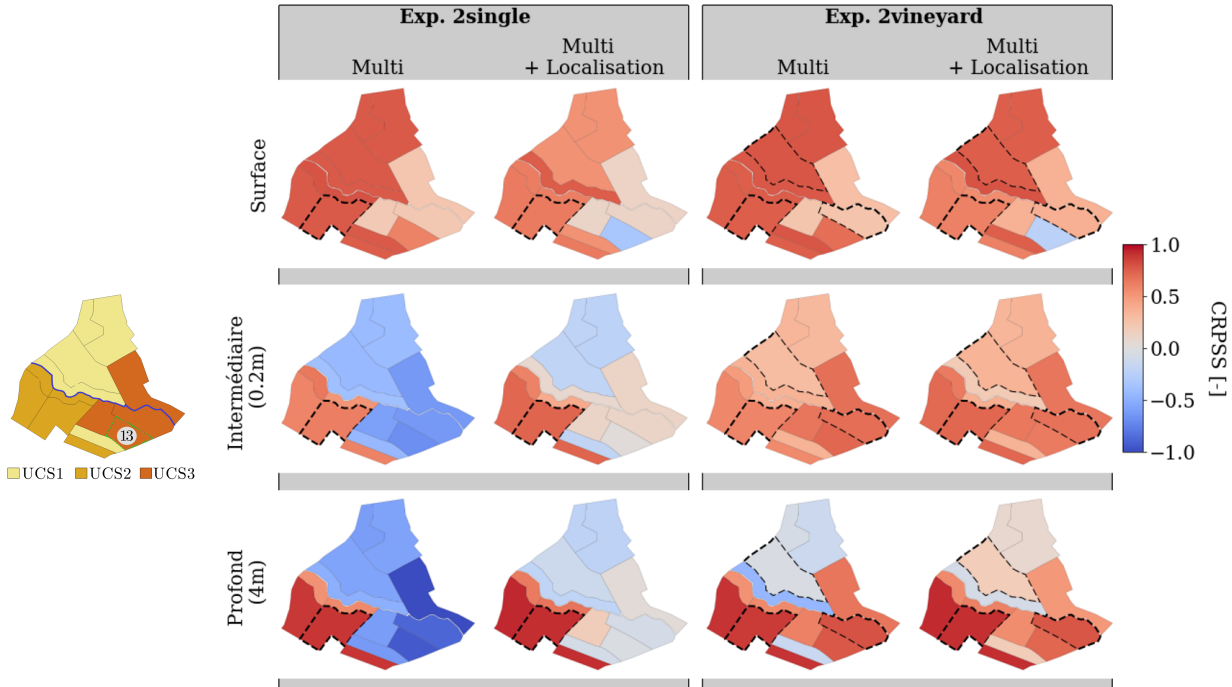 Exp. 2single
Exp. 2vineyard
Multi
Multi
+ Localisation
Multi
Multi
+ Localisation
Surface
Intermédiaire
(0.2m)
Profond
(4m)
13
UCS1 UCS2 UCS3
1.0
0.5
0.0
−0.5
−1.0
CRPSS [-]